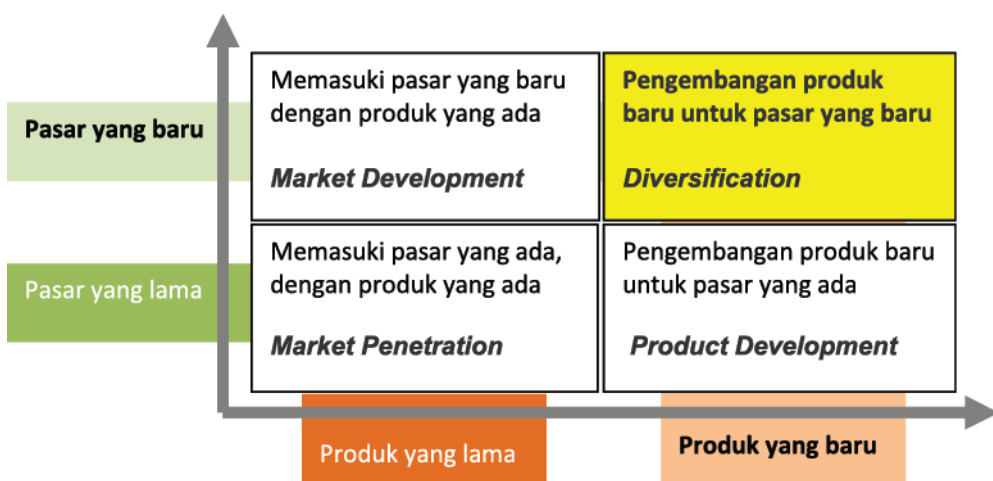 Pasar yang baru
Memasuki pasar yang baru
dengan produk yang ada
Market Development
Pengembangan produk
baru untuk pasar yang baru
Diversification
Pasar yang lama
Memasuki pasar yang ada,
dengan produk yang ada
Market Penetration
Pengembangan produk baru
untuk pasar yang ada
Product Development
Produk yang lama
Produk yang baru